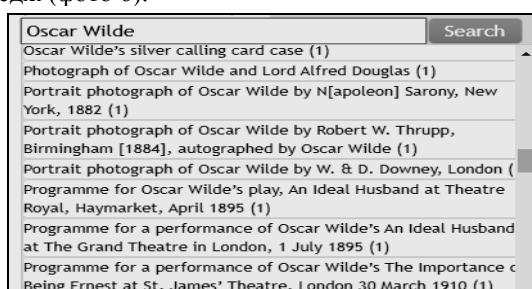 (фото 6).
Oscar Wilde
Search
Oscar Wilde's silver calling card case (1)
Photograph of Oscar Wilde and Lord Alfred Douglas (1)
Portrait photograph of Oscar Wilde by N[apoleon] Sarony, New
York, 1882 (1)
Portrait photograph of Oscar Wilde by Robert W. Thrupp,
Birmingham [1884], autographed by Oscar Wilde (1)
Portrait photograph of Oscar Wilde by W. & D. Downey, London (
Programme for Oscar Wilde's play, An Ideal Husband at Theatre
Royal, Haymarket, April 1895 (1)
Programme for a performance of Oscar Wilde's An Ideal Husband
at The Grand Theatre in London, 1 July 1895 (1)
Programme for a performance of Oscar Wilde's The Importance
Being Ernest at St. James' Theatre, London 30 March 1910 (1)